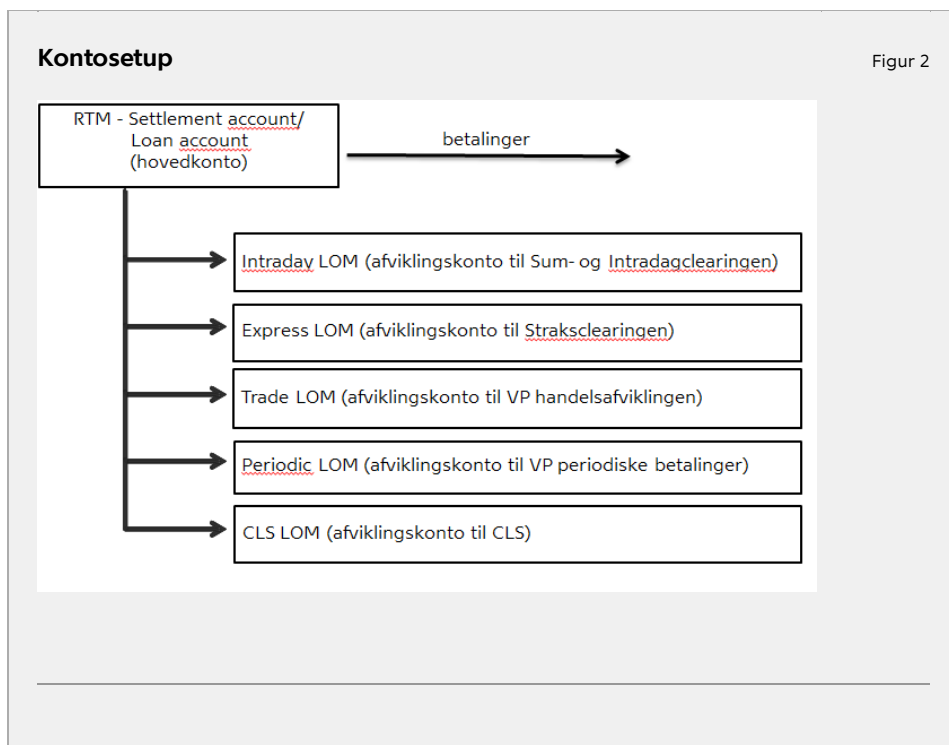 Kontosetup
Figur 2
RTM - Settlement account/
Loan account
(hovedkonto)
betalinger
Intraday LOM (afviklingskonto til Sum- og Intradagclearingen)
Express LOM (afviklingskonto til Straksclearingen)
Trade LOM (afviklingskonto til VP handelsafviklingen)
Periodic LOM (afviklingskonto til VP periodiske betalinger)
CLS LOM (afviklingskonto til CLS)